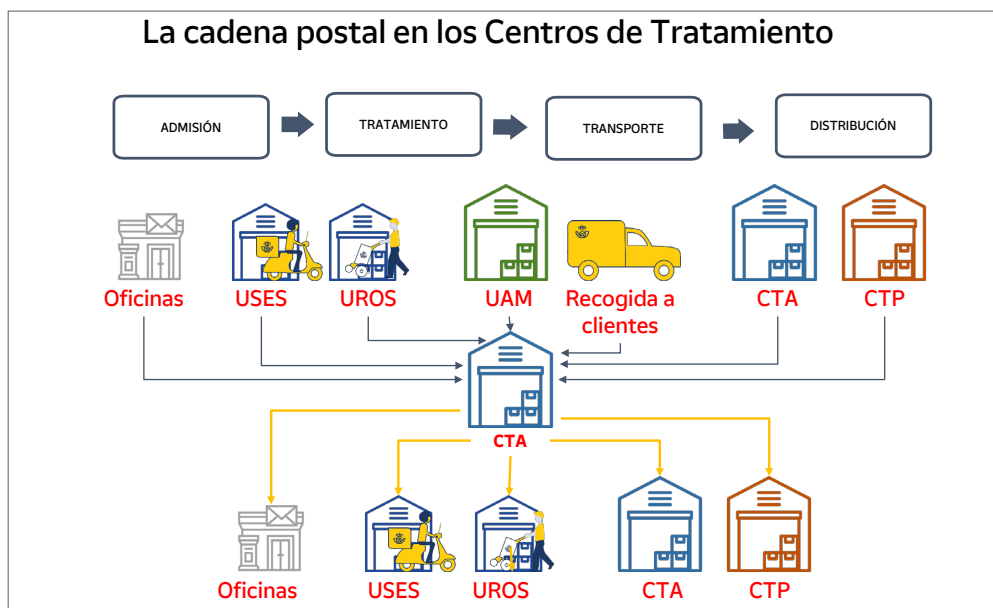 La cadena postal en los Centros de Tratamiento
ADMISIÓN
TRATAMIENTO
TRANSPORTE
DISTRIBUCIÓN
Oficinas
USES
UROS
UAM
Recogida a
clientes
CTA
CTP
CTA
Oficinas
USES
UROS
CTA
CTP